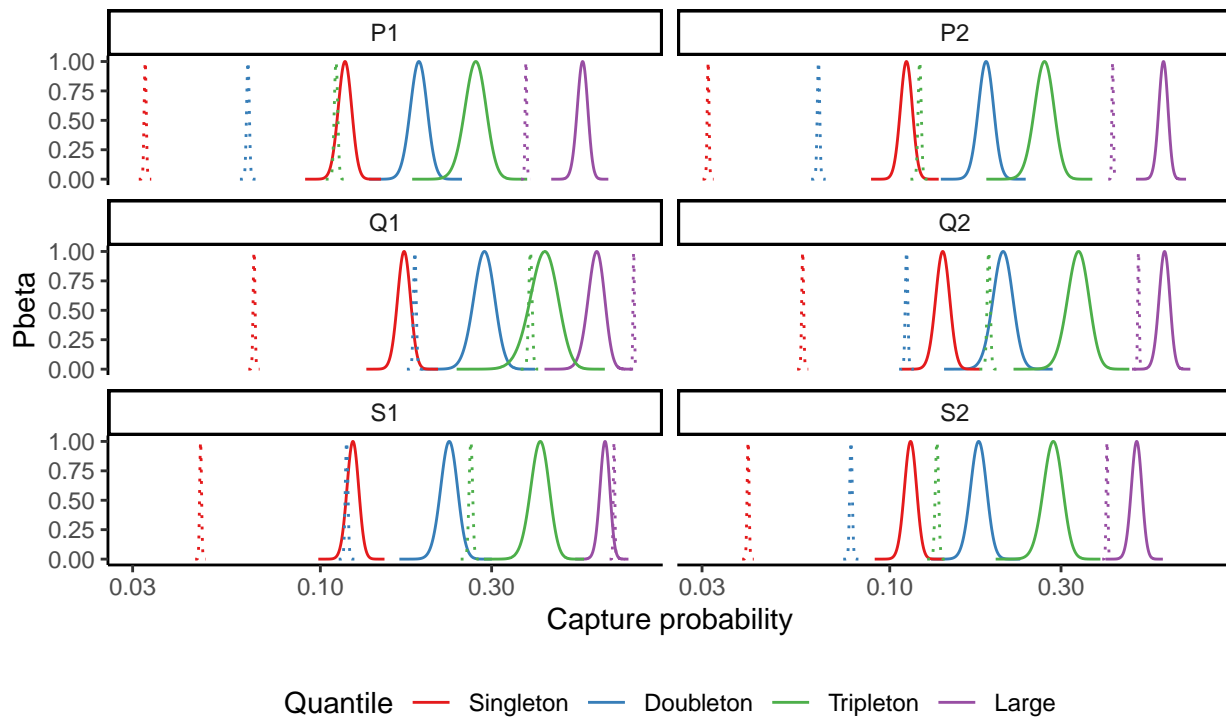 P1 P2
1.00
0.75
0.50
0.25
0.00
Q1 Q2
1.00
0.75
0.50
0.25
0.00
Pbeta
S1 S2
1.00
0.75
0.50
0.25
0.00
0.03 0.10 0.30 0.03 0.10 0.30
Capture probability
Quantile Singleton Doubleton Tripleton Large